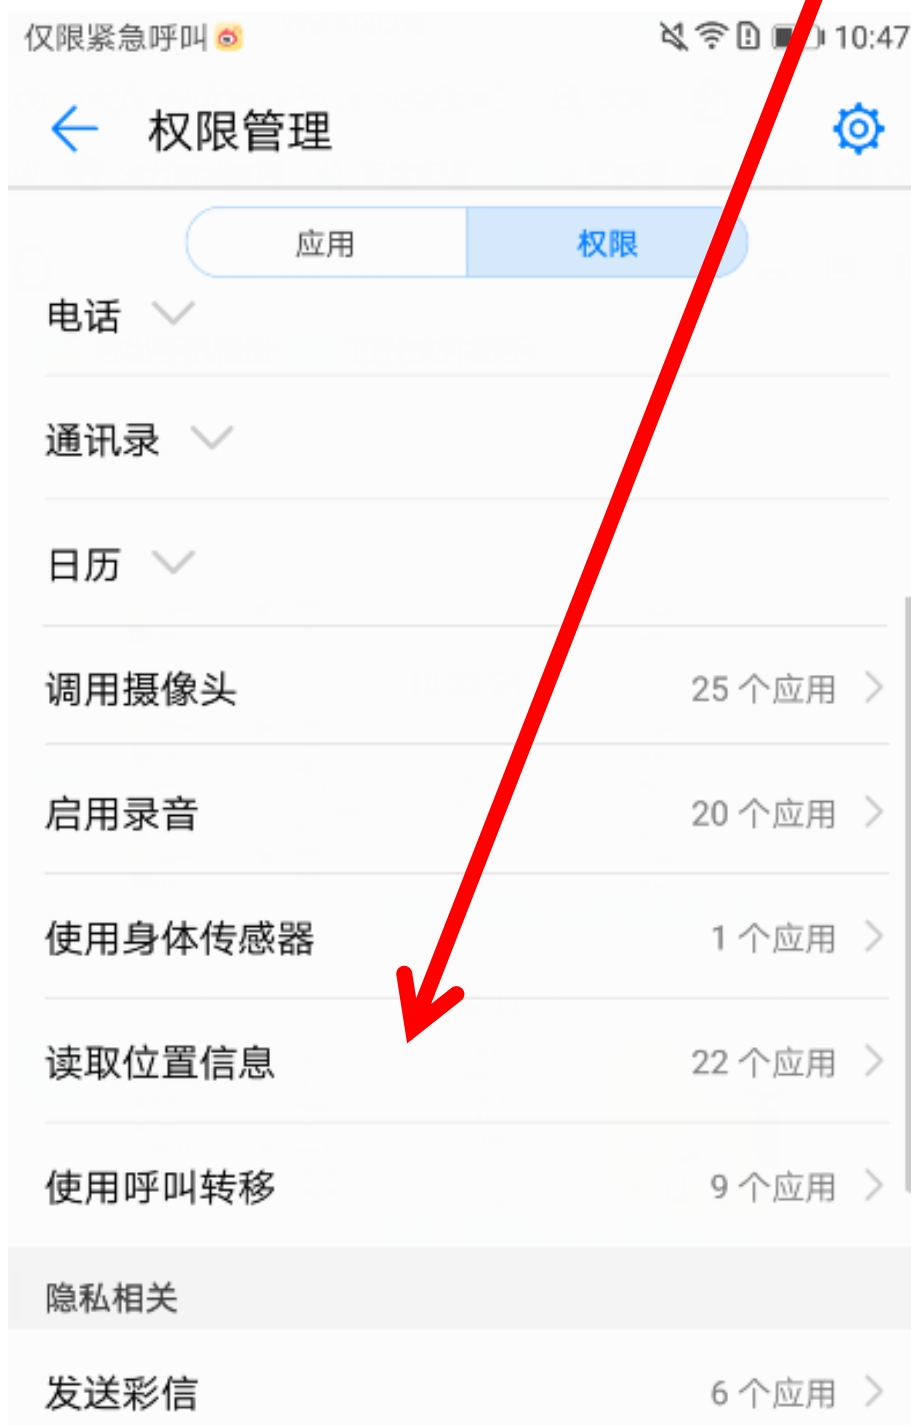 仅限紧急呼叫 10:47
权限管理
应用 权限
电话
通讯录
日历
调用摄像头 25 个应用
启用录音 20 个应用
使用身体传感器 1 个应用
读取位置信息 22 个应用
使用呼叫转移 9 个应用
隐私相关
发送彩信 6 个应用